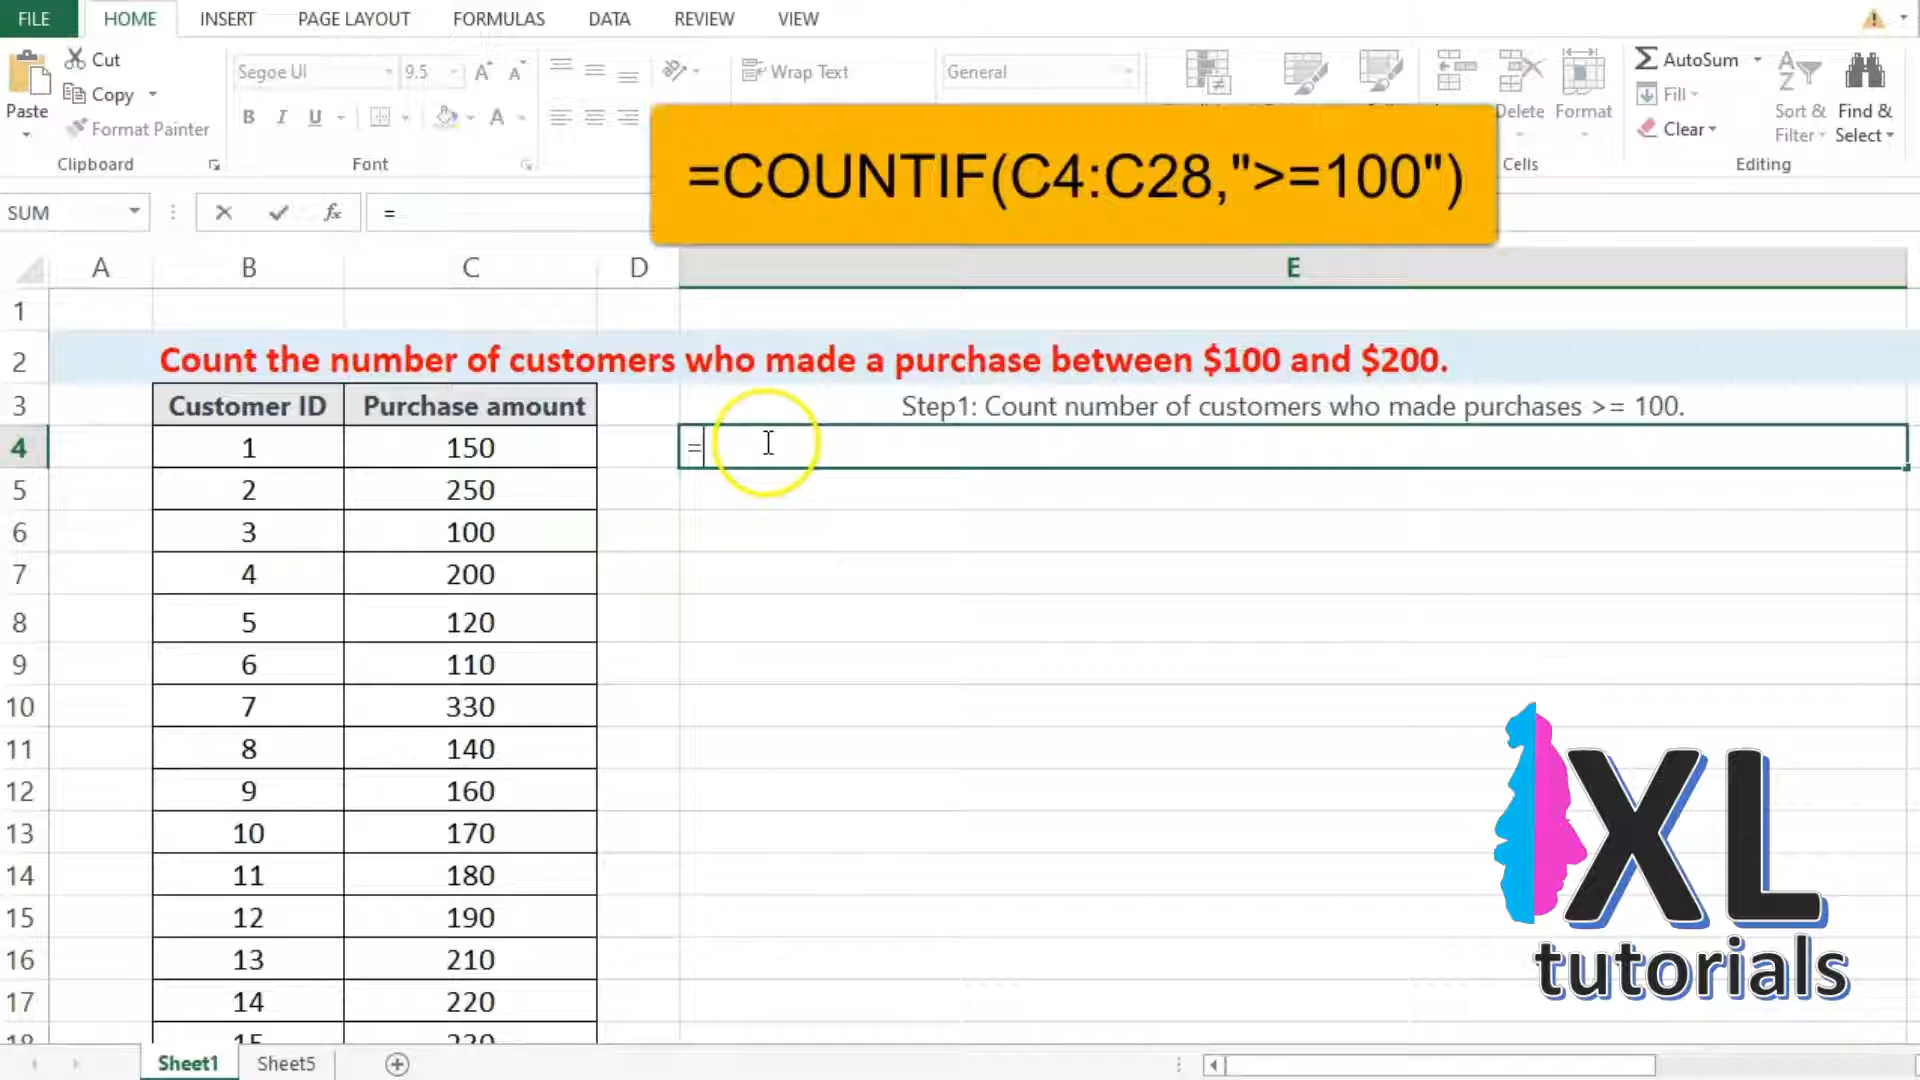 FILE HOME INSERT PAGE LAYOUT FORMULAS DATA REVIEW VIEW
Paste
Cut
Copy
Format Painter
Clipboard
Segoe UI 9.5 A A
B I U A
Font
Wrap Text
General
Delete Format
Cells
AutoSum
Fill
Clear
Sort & Filter
Find & Select
Editing
=COUNTIF(C4:C28,">=100")
SUM fx =
A B C D E
1
2 Count the number of customers who made a purchase between $100 and $200.
3 Customer ID Purchase amount Step1: Count number of customers who made purchases >= 100.
4 1 150 =
5 2 250
6 3 100
7 4 200
8 5 120
9 6 110
10 7 330
11 8 140
12 9 160
13 10 170
14 11 180
15 12 190
16 13 210
17 14 220
XL
tutorials
Sheet1 Sheet5